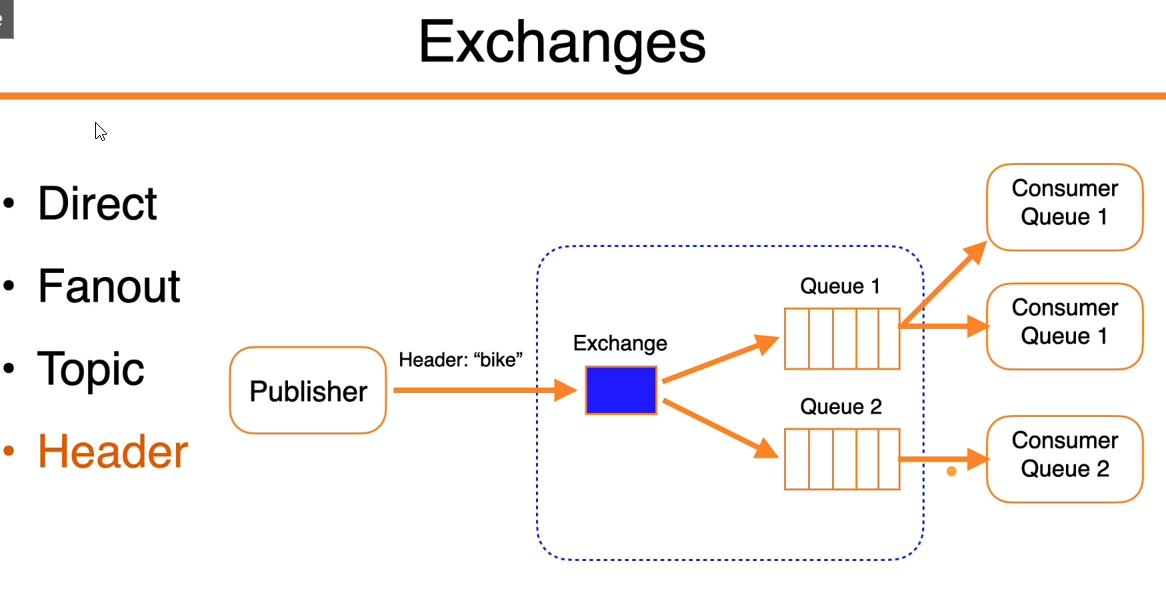 Exchanges
• Direct
• Fanout
• Topic
• Header
Publisher
Header: “bike”
Exchange
Queue 1
Queue 2
Consumer
Queue 1
Consumer
Queue 1
Consumer
Queue 2